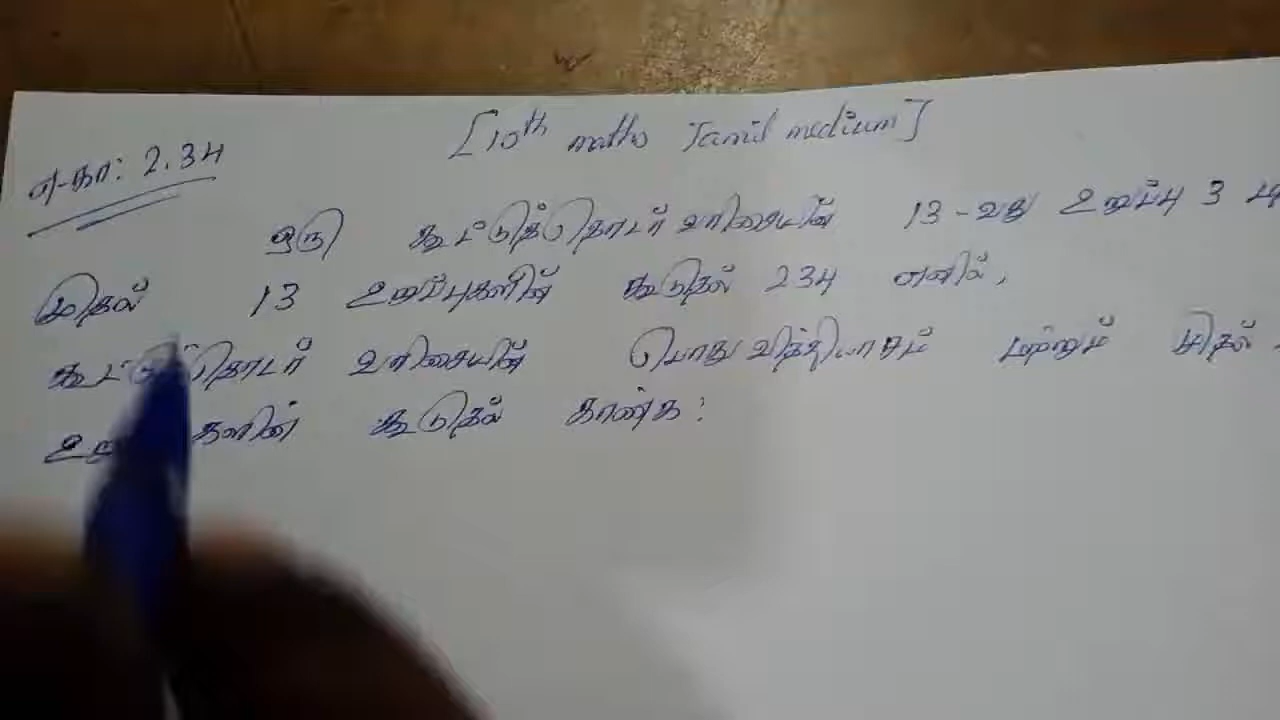 [10th maths Tamil medium]
எ-கா: 2.34
ஒரு கூட்டுத்தொடர் வரிசையின் 13-வது உறுப்பு 3
முதல் 13 உறுப்புகளின் கூடுதல் 234 எனில்,
கூட்டுத்தொடர் வரிசையின் பொது வித்தியாசம் மற்றும் முதல்
கூடுதல் காண்க: